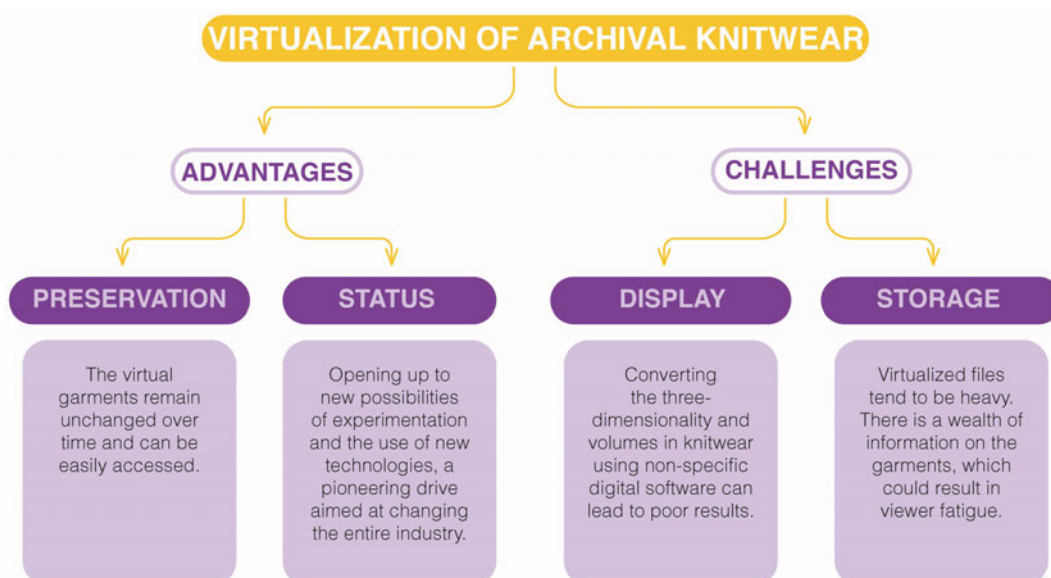 VIRTUALIZATION OF ARCHIVAL KNITWEAR
ADVANTAGES
CHALLENGES
PRESERVATION
The virtual
garments remain
unchanged over
time and can be
easily accessed.
STATUS
Opening up to
new possibilities
of experimentation
and the use of new
technologies, a
pioneering drive
aimed at changing
the entire industry.
DISPLAY
Converting
the three-
dimensionality and
volumes in knitwear
using non-specific
digital software can
lead to poor results.
STORAGE
Virtualized files
tend to be heavy.
There is a wealth of
information on the
garments, which
could result in
viewer fatigue.